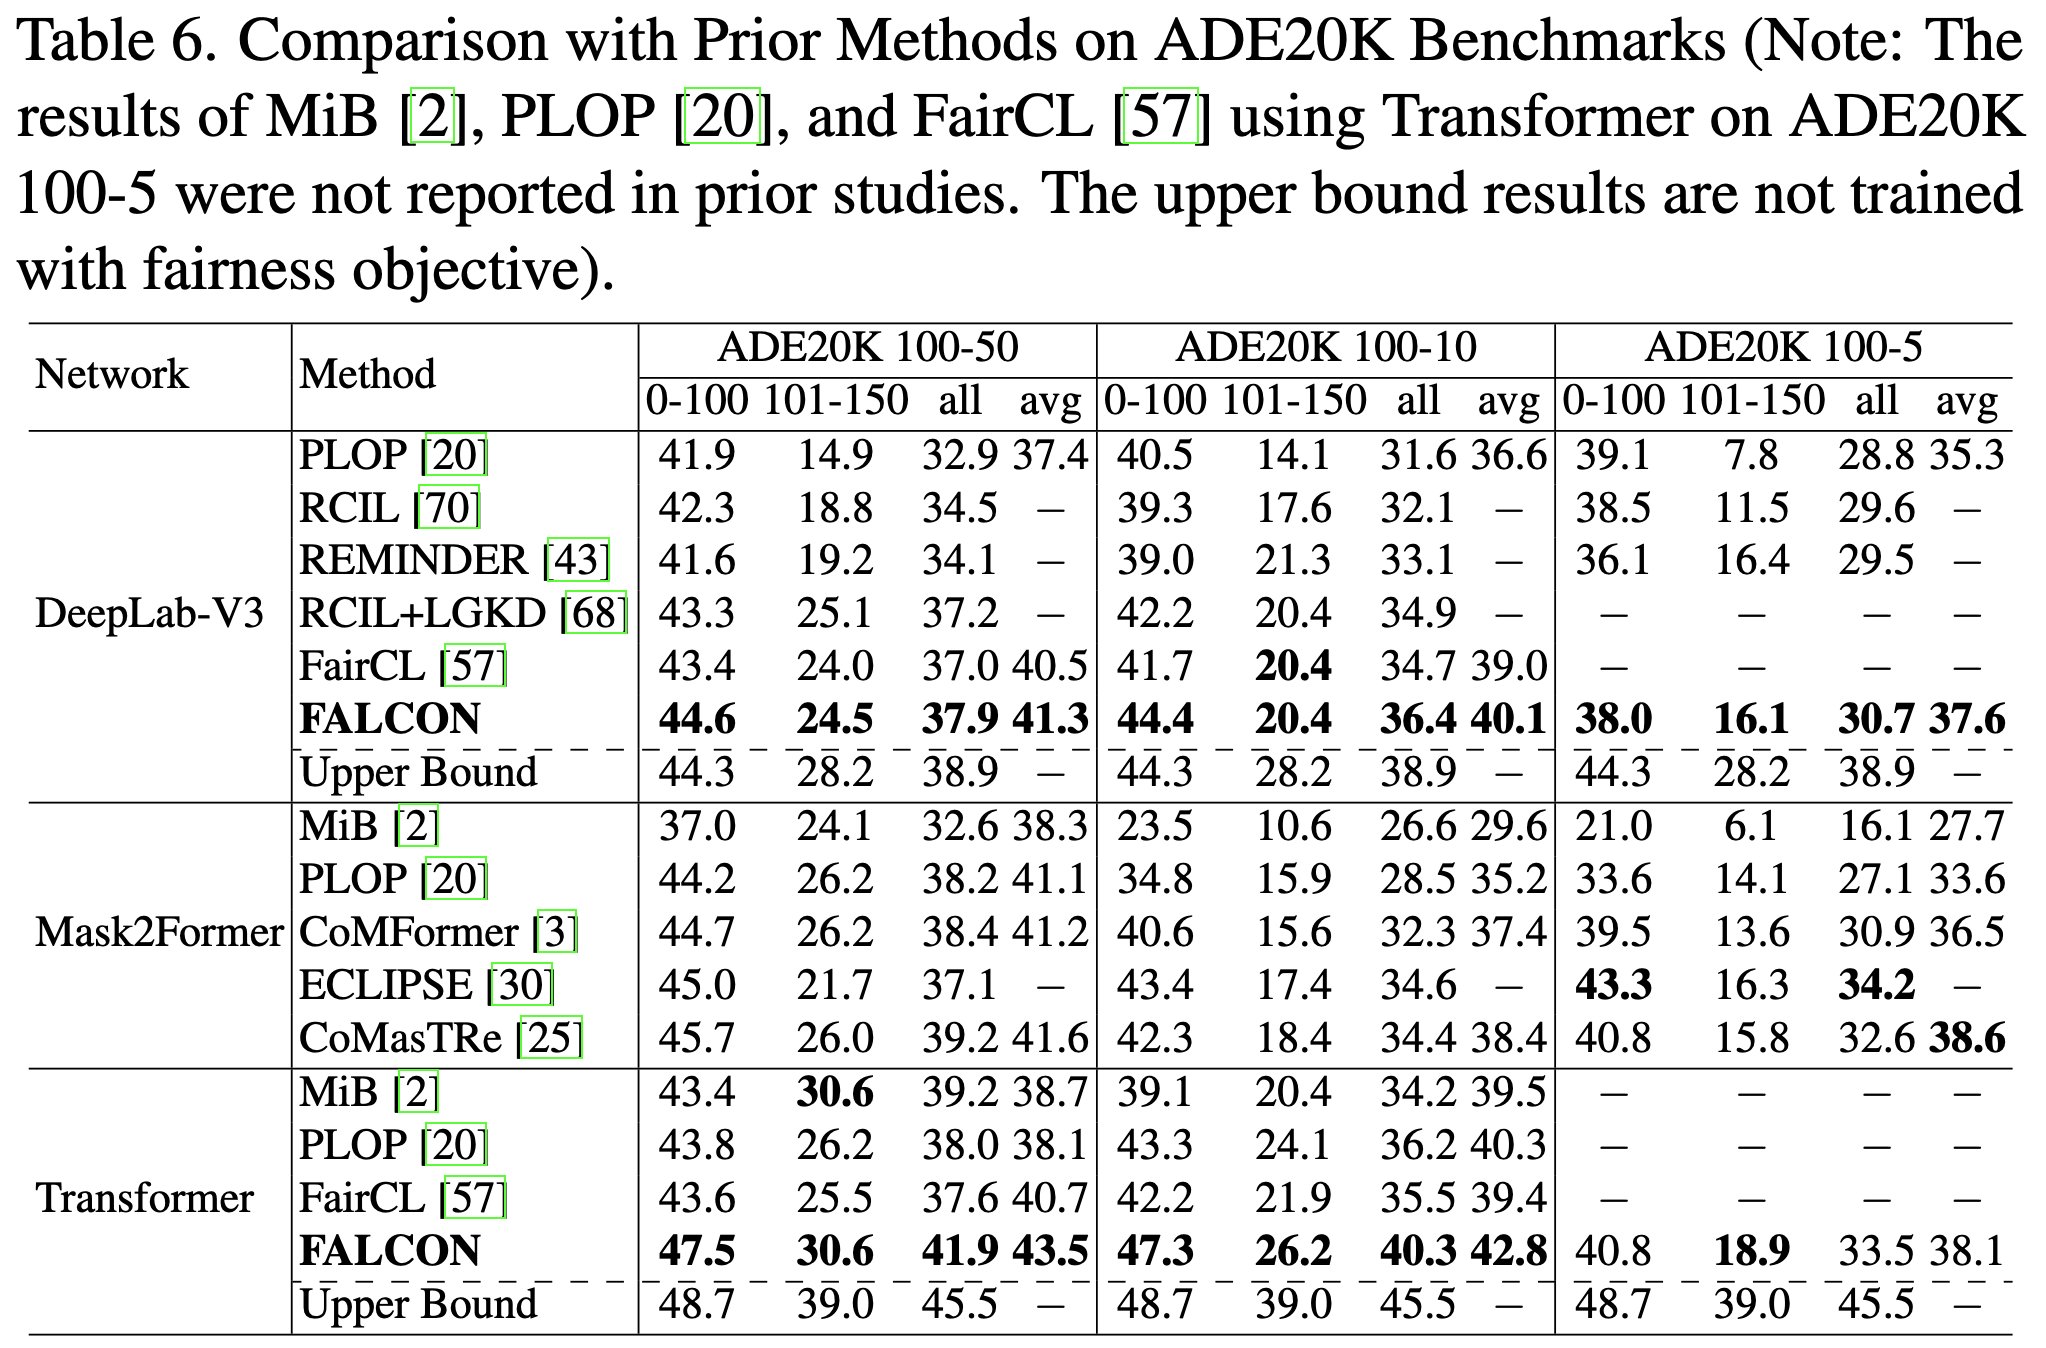 Table 6. Comparison with Prior Methods on ADE20K Benchmarks (Note: The
results of MiB [2], PLOP [20], and FairCL [57] using Transformer on ADE20K
100-5 were not reported in prior studies. The upper bound results are not trained
with fairness objective).
Network Method ADE20K 100-50 ADE20K 100-10 ADE20K 100-5
0-100 101-150 all avg 0-100 101-150 all avg 0-100 101-150 all avg
DeepLab-V3
PLOP [20] 41.9 14.9 32.9 37.4 40.5 14.1 31.6 36.6 39.1 7.8 28.8 35.3
RCIL [70] 42.3 18.8 34.5 – 39.3 17.6 32.1 – 38.5 11.5 29.6 –
REMINDER [43] 41.6 19.2 34.1 – 39.0 21.3 33.1 – 36.1 16.4 29.5 –
RCIL+LGKD [68] 43.3 25.1 37.2 – 42.2 20.4 34.9 – – – – –
FairCL [57] 43.4 24.0 37.0 40.5 41.7 20.4 34.7 39.0 – – – –
FALCON 44.6 24.5 37.9 41.3 44.4 20.4 36.4 40.1 38.0 16.1 30.7 37.6
Upper Bound 44.3 28.2 38.9 – 44.3 28.2 38.9 – 44.3 28.2 38.9 –
Mask2Former
MiB [2] 37.0 24.1 32.6 38.3 23.5 10.6 26.6 29.6 21.0 6.1 16.1 27.7
PLOP [20] 44.2 26.2 38.2 41.1 34.8 15.9 28.5 35.2 33.6 14.1 27.1 33.6
CoMFormer [3] 44.7 26.2 38.4 41.2 40.6 15.6 32.3 37.4 39.5 13.6 30.9 36.5
ECLIPSE [30] 45.0 21.7 37.1 – 43.4 17.4 34.6 – 43.3 16.3 34.2 –
CoMasTRe [25] 45.7 26.0 39.2 41.6 42.3 18.4 34.4 38.4 40.8 15.8 32.6 38.6
Transformer
MiB [2] 43.4 30.6 39.2 38.7 39.1 20.4 34.2 39.5 – – – –
PLOP [20] 43.8 26.2 38.0 38.1 43.3 24.1 36.2 40.3 – – – –
FairCL [57] 43.6 25.5 37.6 40.7 42.2 21.9 35.5 39.4 – – – –
FALCON 47.5 30.6 41.9 43.5 47.3 26.2 40.3 42.8 40.8 18.9 33.5 38.1
Upper Bound 48.7 39.0 45.5 – 48.7 39.0 45.5 – 48.7 39.0 45.5 –